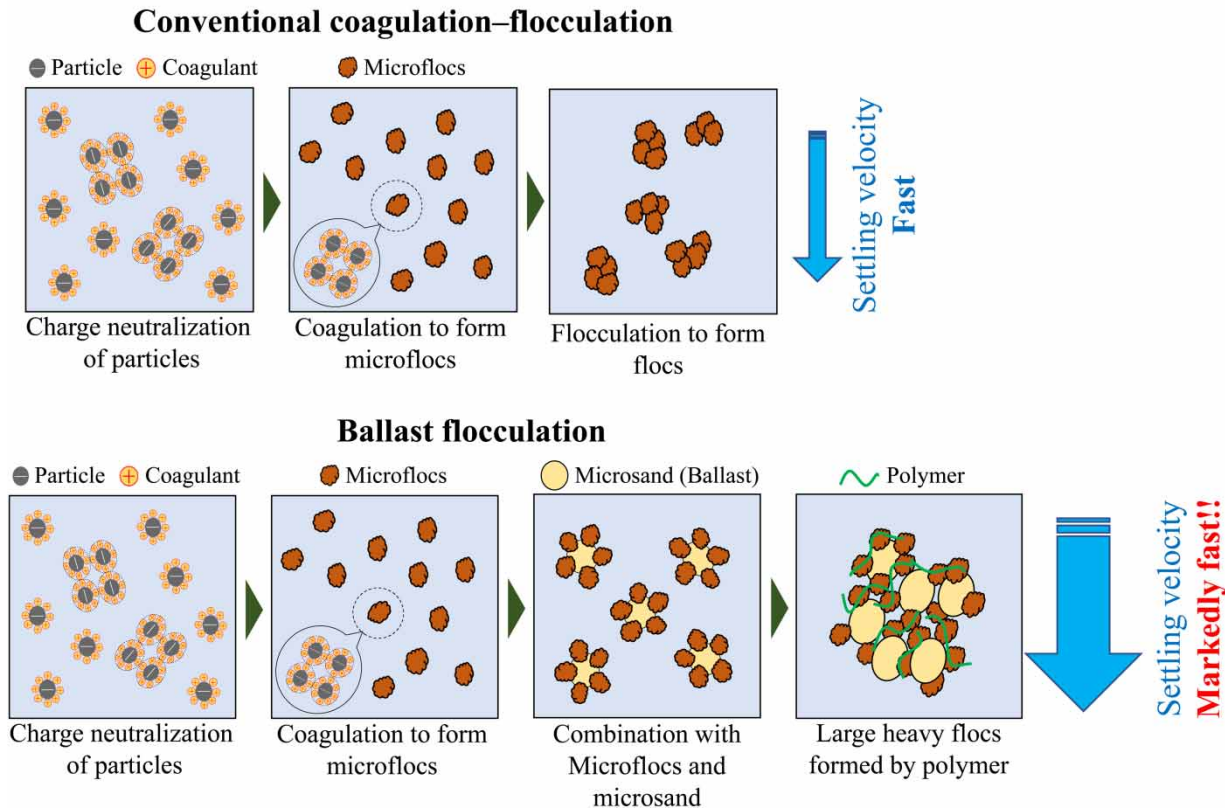 Conventional coagulation–flocculation
Particle Coagulant Microflocs
Charge neutralization
of particles
Coagulation to form
microflocs
Flocculation to form
flocs
Settling velocity
Fast
Ballast flocculation
Particle Coagulant Microflocs Microsand (Ballast) Polymer
Charge neutralization
of particles
Coagulation to form
microflocs
Combination with
Microflocs and
microsand
Large heavy flocs
formed by polymer
Settling velocity
Markedly fast!!